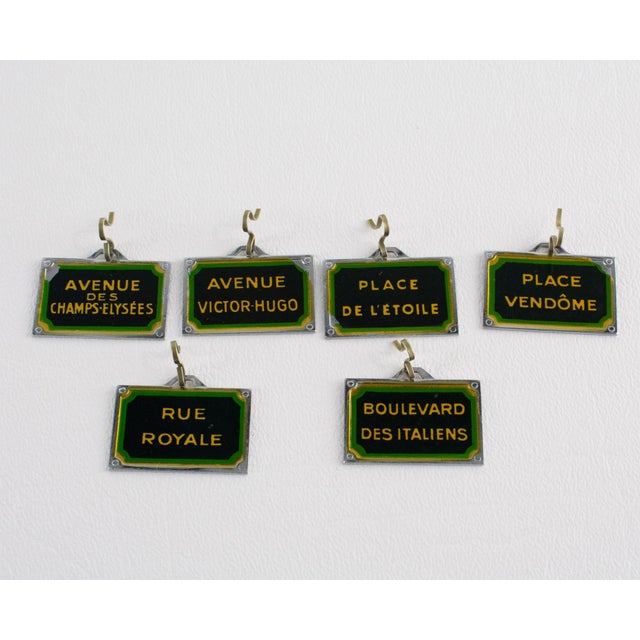 AVENUE
DES
CHAMPS-ELYSÉES
AVENUE
VICTOR-HUGO
PLACE
DE L'ÉTOILE
PLACE
VENDÔME
RUE
ROYALE
BOULEVARD
DES ITALIENS